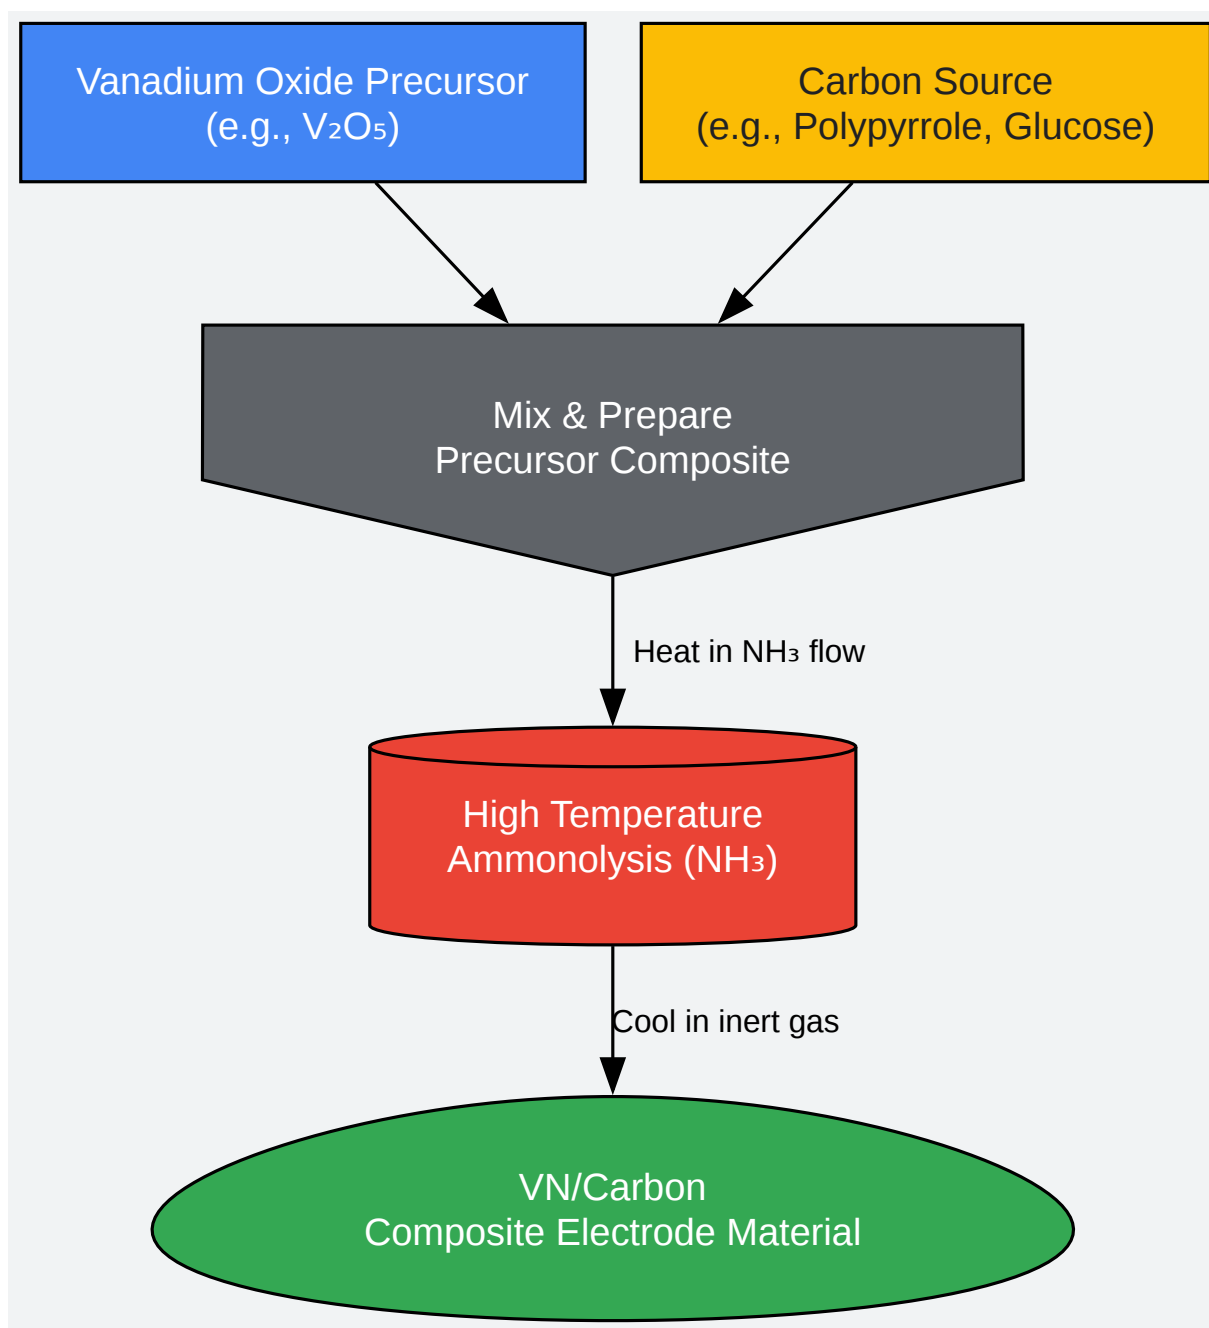 Vanadium Oxide Precursor
(e.g., V₂O₅)
Carbon Source
(e.g., Polypyrrole, Glucose)
Mix & Prepare
Precursor Composite
Heat in NH₃ flow
High Temperature
Ammonolysis (NH₃)
Cool in inert gas
VN/Carbon
Composite Electrode Material